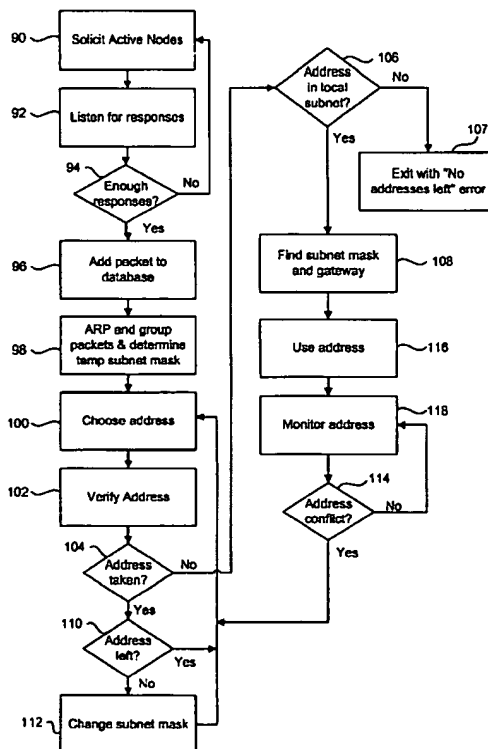 90
Solicit Active Nodes
92
Listen for responses
94
Enough
responses?
No
Yes
96
Add packet to
database
98
ARP and group
packets & determine
temp subnet mask
100
Choose address
102
Verify Address
104
Address
taken?
No
Yes
110
Address
left?
Yes
No
112
Change subnet mask
106
Address
in local
subnet?
No
Yes
107
Exit with "No
addresses left" error
108
Find subnet mask
and gateway
116
Use address
118
Monitor address
114
Address
conflict?
No
Yes